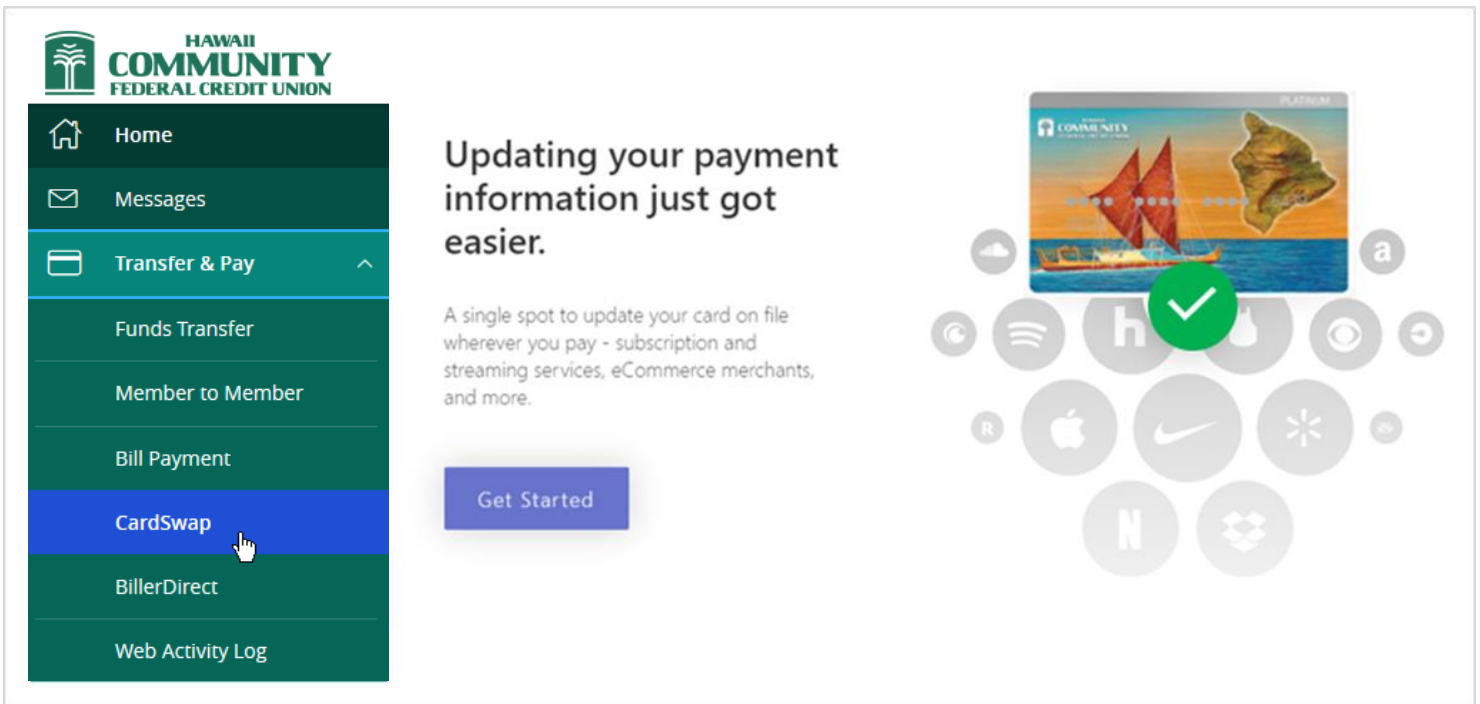 HAWAII
COMMUNITY
FEDERAL CREDIT UNION
Home
Messages
Transfer & Pay
Funds Transfer
Member to Member
Bill Payment
CardSwap
BillerDirect
Web Activity Log
Updating your payment
information just got
easier.
A single spot to update your card on file
wherever you pay - subscription and
streaming services, eCommerce merchants,
and more.
Get Started
PLATINUM
HAWAII
COMMUNITY
a
h
R
N